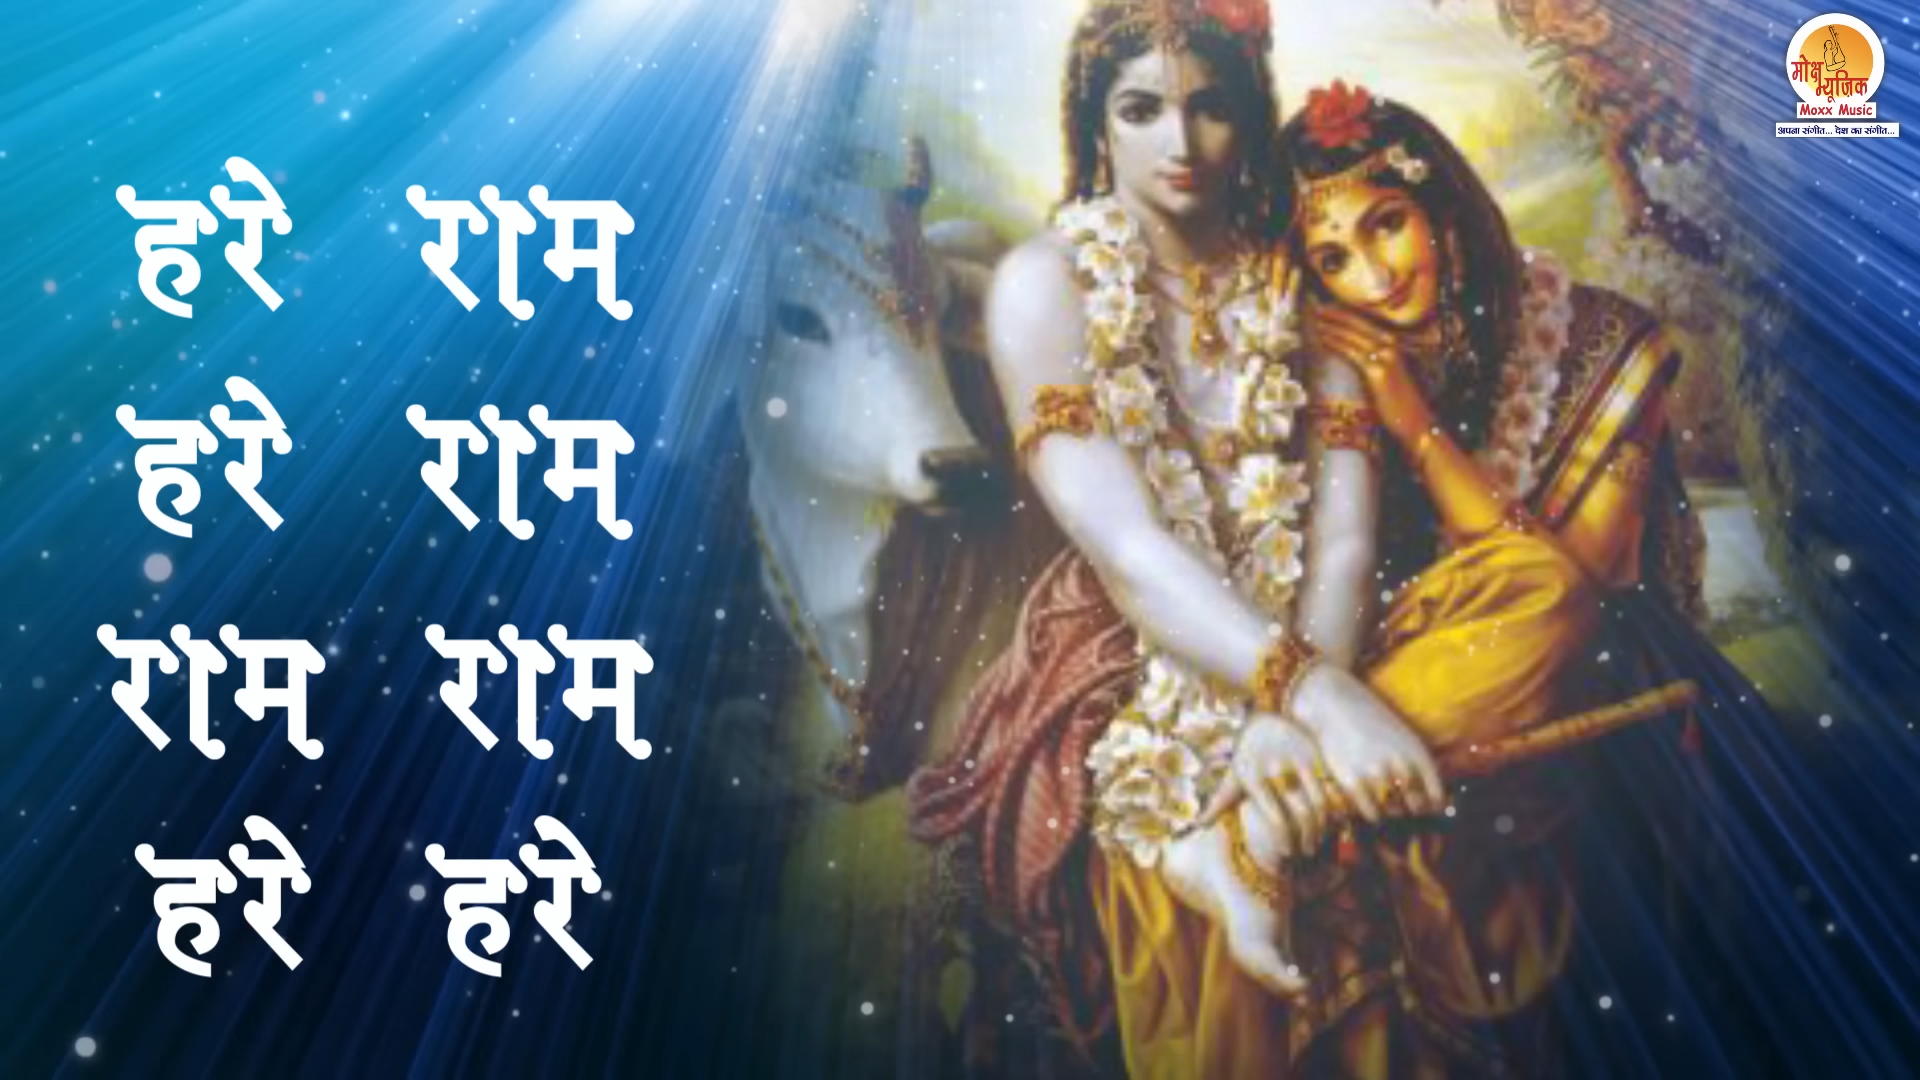 हरे राम
हरे राम
राम राम
हरे हरे
मोक्ष
म्यूज़िक
Moxx Music
अपना संगीत... देश का संगीत...